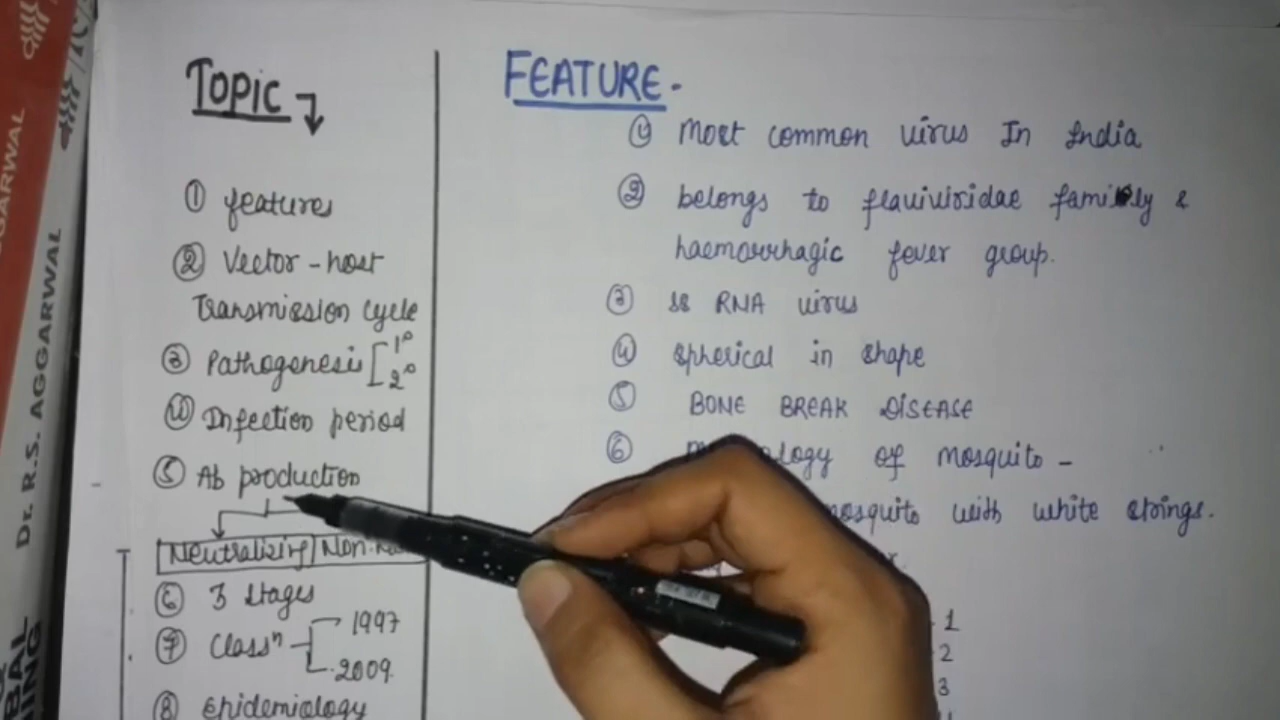 TOPIC
① features
② Vector-host
Transmission cycle
③ Pathogenesis [ 1° 2°
④ Infection period
⑤ Ab production
Neutralizing
⑥ 3 stages
⑦ Classⁿ 1997
2009
⑧ Epidemiology
FEATURE -
① Most common virus In India
② belongs to flaviviridae family &
haemorrhagic fever group.
③ ss RNA virus
④ spherical in shape
⑤ BONE BREAK DISEASE
⑥ of mosquito -
mosquito with white strings.
1
2
3
Dr. R.S. AGGARWAL